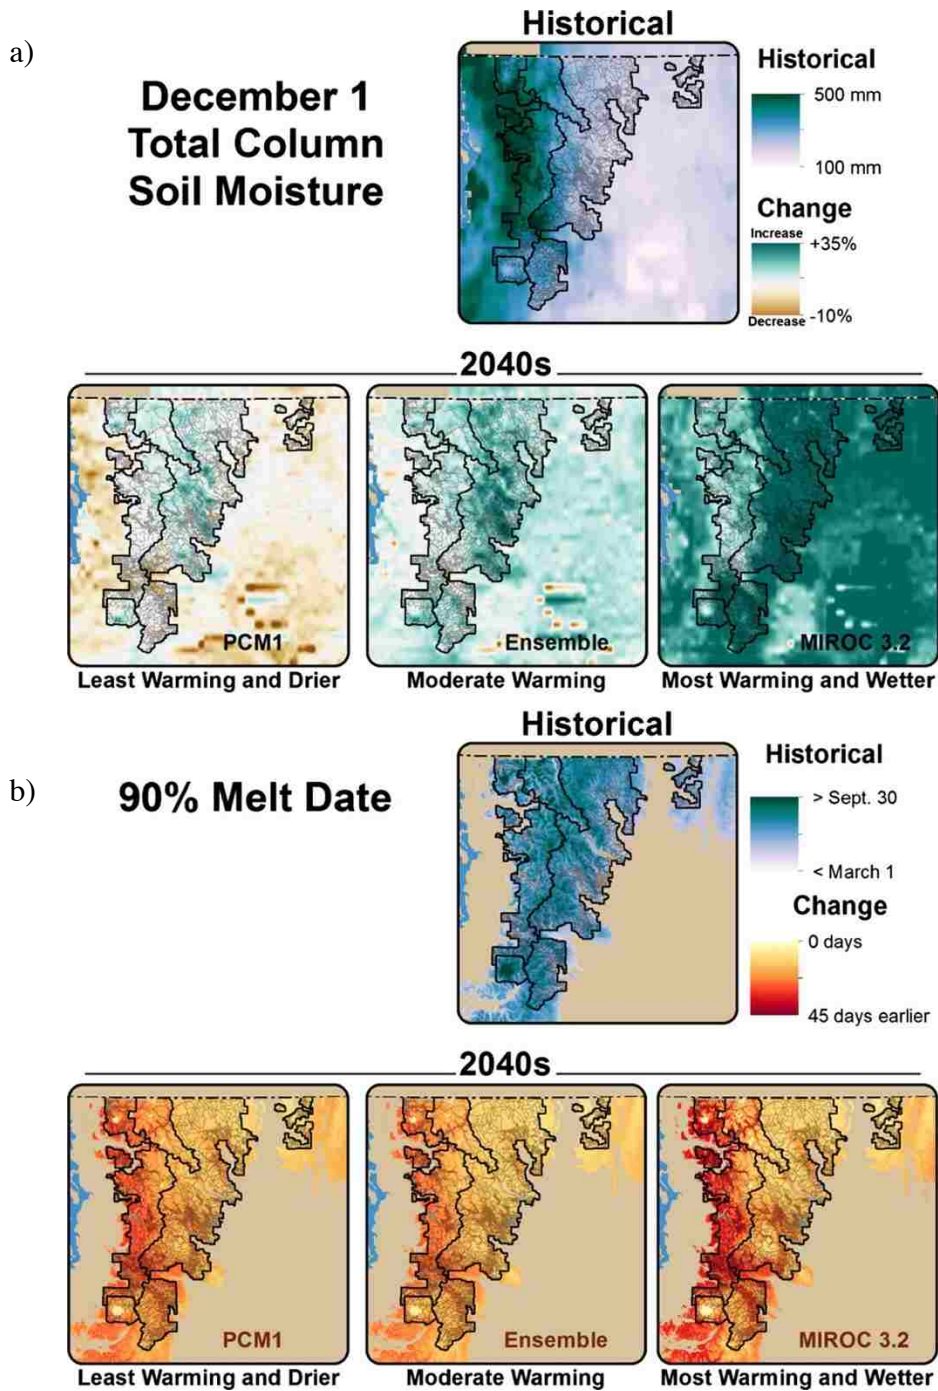 a)
December 1
Total Column
Soil Moisture
Historical
Historical
500 mm
100 mm
Change
Increase
+35%
-10%
Decrease
2040s
PCM1
Ensemble
MIROC 3.2
Least Warming and Drier
Moderate Warming
Most Warming and Wetter
b)
90% Melt Date
Historical
Historical
> Sept. 30
< March 1
Change
0 days
45 days earlier
2040s
PCM1
Ensemble
MIROC 3.2
Least Warming and Drier
Moderate Warming
Most Warming and Wetter